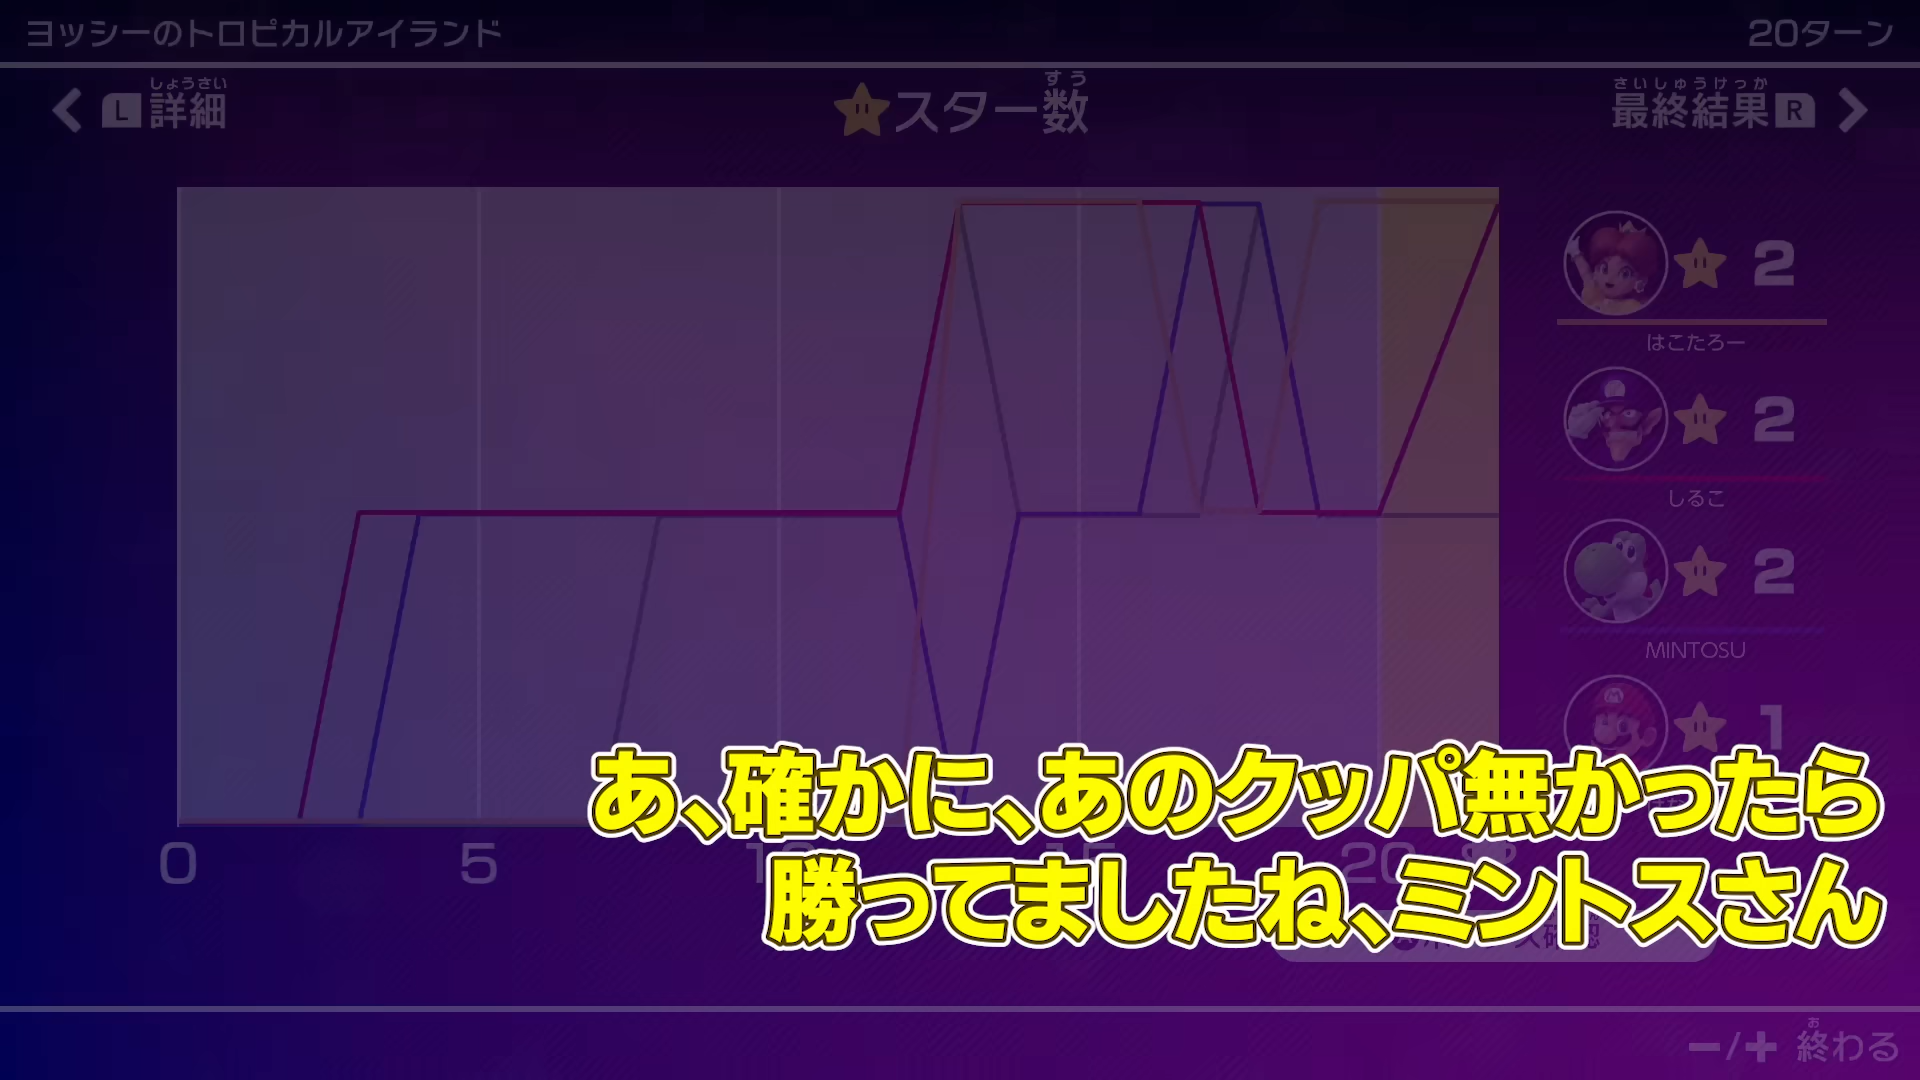 ヨッシーのトロピカルアイランド
20ターン
しょうさい
L 詳細
すう
スター数
さいしゅうけっか
最終結果 R
2
はこたろー
2
しるこ
2
MINTOSU
1
0 5 10 15 20
あ、確かに、あのクッパ無かったら
勝ってましたね、ミントスさん
お
ー/＋ 終わる